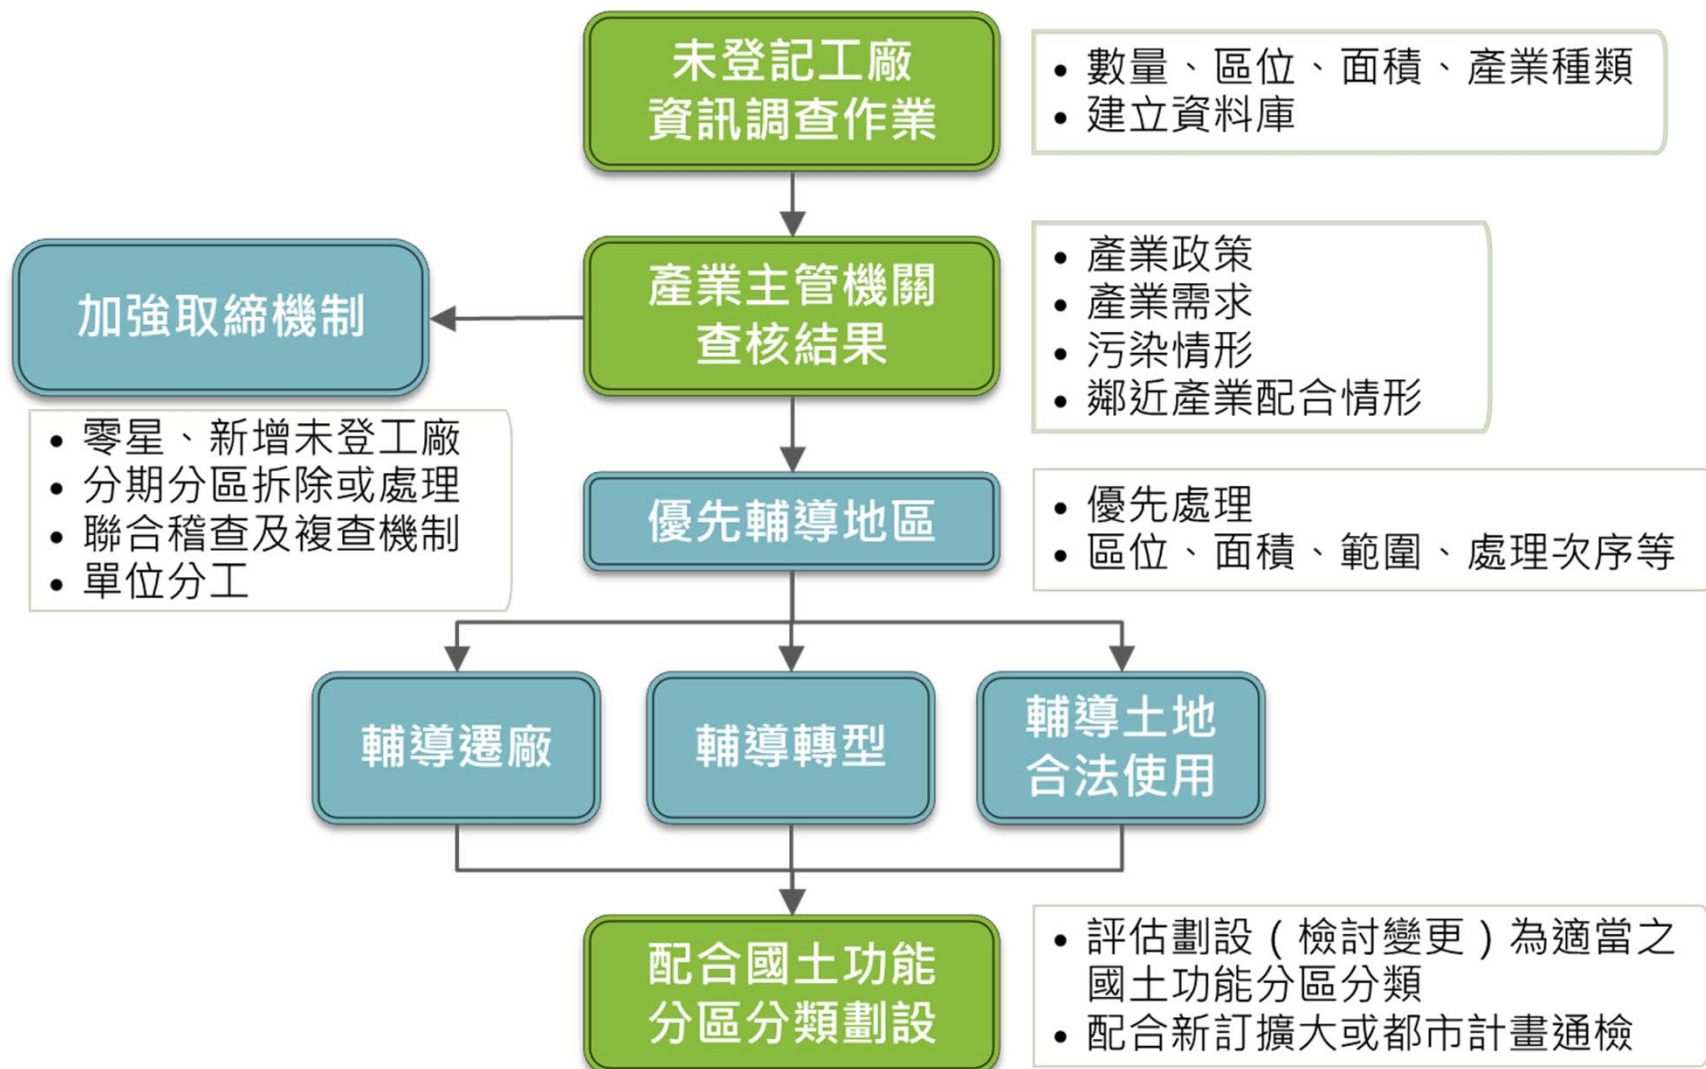 未登記工廠
資訊調查作業
• 數量、區位、面積、產業種類
• 建立資料庫
加強取締機制
產業主管機關
查核結果
• 產業政策
• 產業需求
• 污染情形
• 鄰近產業配合情形
• 零星、新增未登工廠
• 分期分區拆除或處理
• 聯合稽查及複查機制
• 單位分工
優先輔導地區
• 優先處理
• 區位、面積、範圍、處理次序等
輔導遷廠
輔導轉型
輔導土地
合法使用
配合國土功能
分區分類劃設
• 評估劃設（檢討變更）為適當之
國土功能分區分類
• 配合新訂擴大或都市計畫通檢